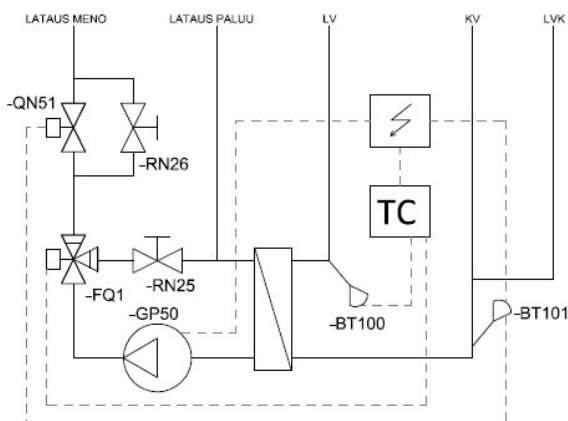 LATAUS MENO
LATAUS PALUU
LV
KV
LVK
-QN51
-RN26
TC
-FQ1
-RN25
-GP50
-BT100
-BT101